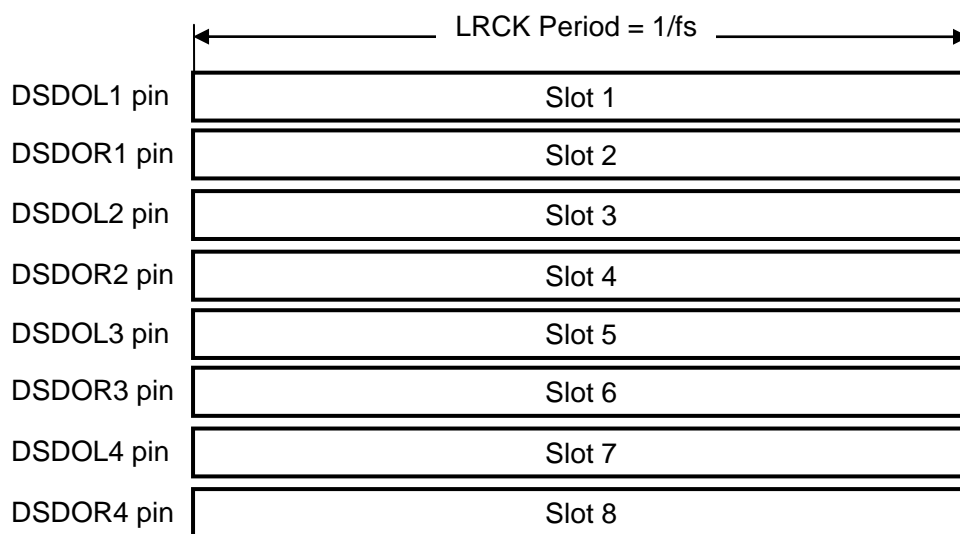 LRCK Period = 1/fs
DSDOL1 pin Slot 1
DSDOR1 pin Slot 2
DSDOL2 pin Slot 3
DSDOR2 pin Slot 4
DSDOL3 pin Slot 5
DSDOR3 pin Slot 6
DSDOL4 pin Slot 7
DSDOR4 pin Slot 8